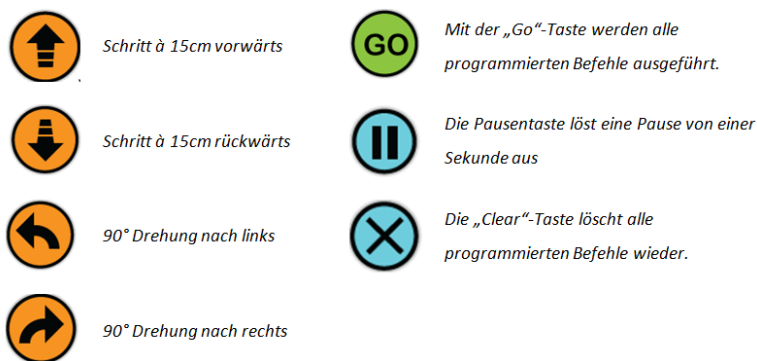 Schritt à 15cm vorwärts
Schritt à 15cm rückwärts
90° Drehung nach links
90° Drehung nach rechts
GO
Mit der „Go“-Taste werden alle
programmierten Befehle ausgeführt.
Die Pausentaste löst eine Pause von einer
Sekunde aus
Die „Clear“-Taste löscht alle
programmierten Befehle wieder.